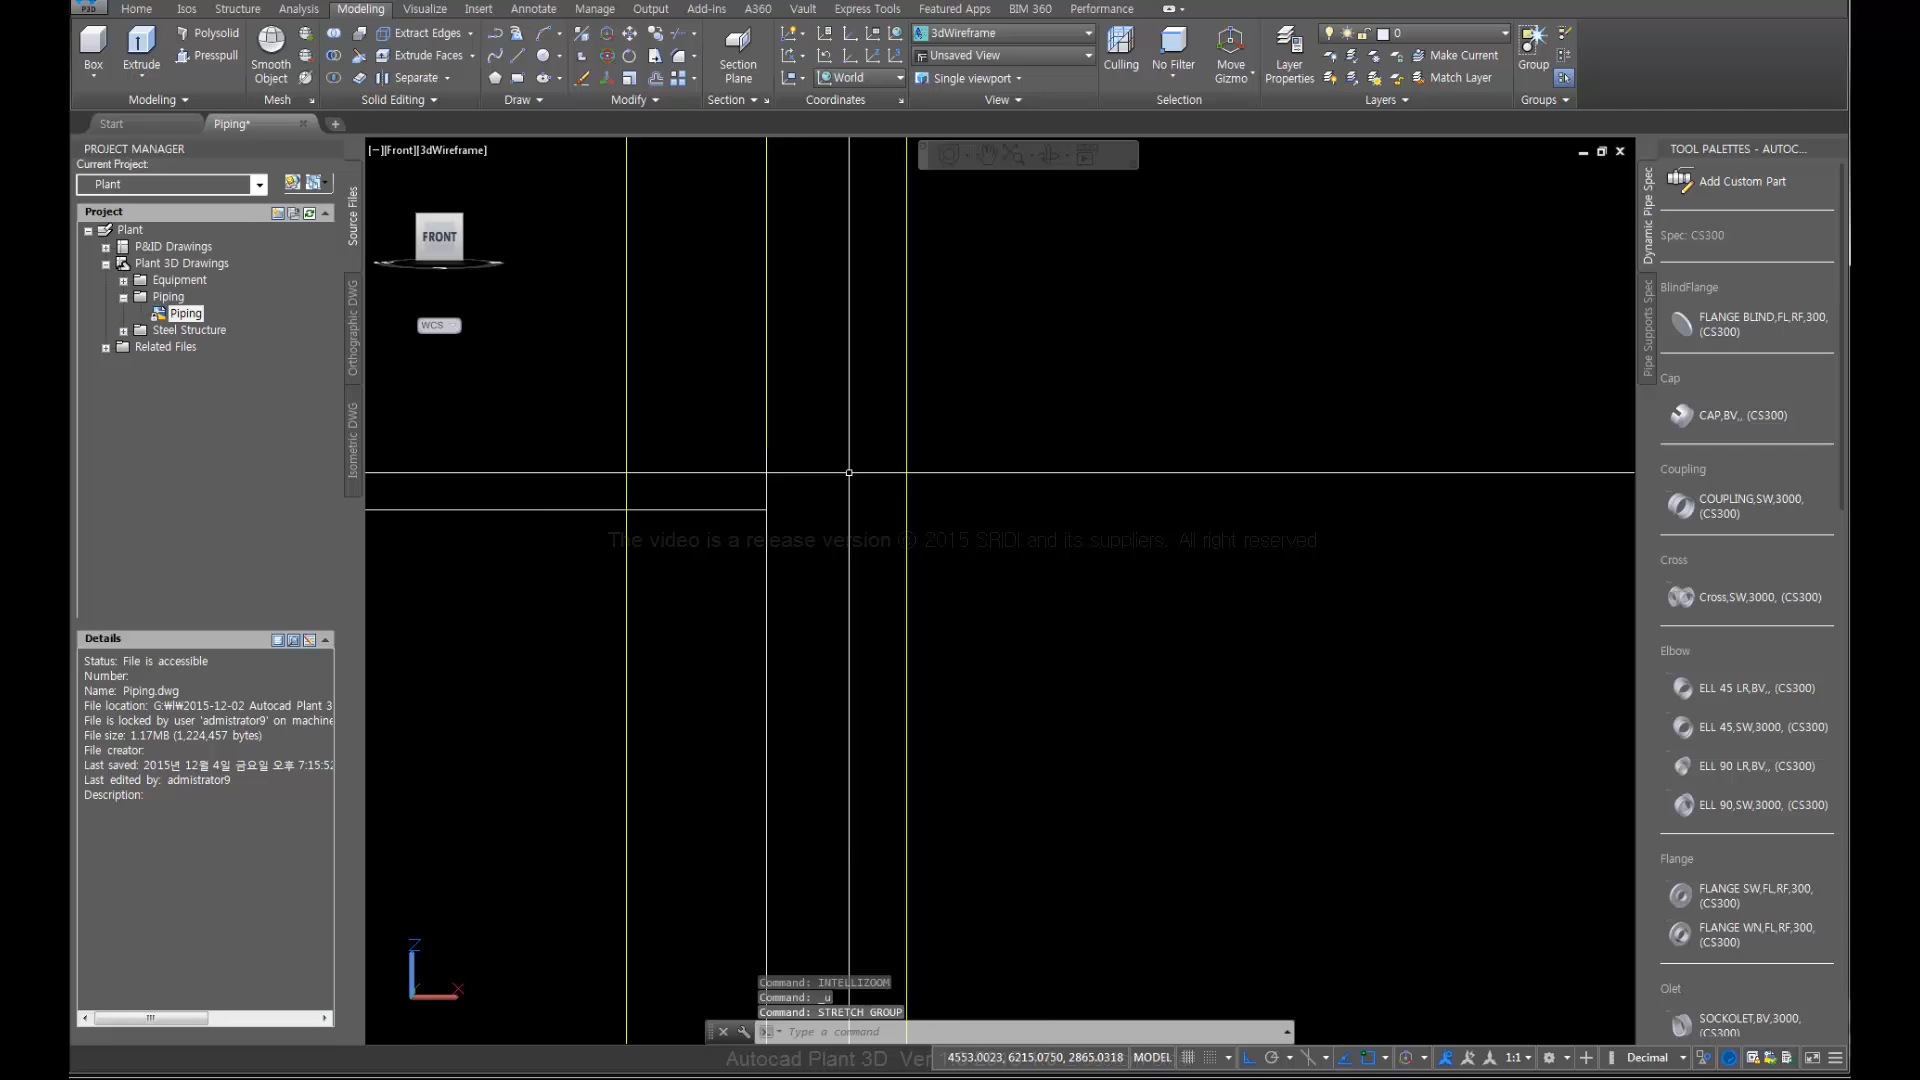 P3D
Home Isos Structure Analysis Modeling Visualize Insert Annotate Manage Output Add-ins A360 Vault Express Tools Featured Apps BIM 360 Performance
Box
Extrude
Polysolid
Presspull
Modeling
Smooth
Object
Mesh
Extract Edges
Extrude Faces
Separate
Solid Editing
Draw
Modify
Section
Plane
Section
World
Coordinates
3dWireframe
Unsaved View
Single viewport
View
Culling
No Filter
Move
Gizmo
Selection
Layer
Properties
0
Make Current
Match Layer
Layers
Group
Groups
Start
Piping*
PROJECT MANAGER
Current Project:
Plant
Project
Plant
P&ID Drawings
Plant 3D Drawings
Equipment
Piping
Piping
Steel Structure
Related Files
Source Files
Orthographic DWG
Isometric DWG
Details
Status: File is accessible
Number:
Name: Piping.dwg
File location: G:₩l₩2015-12-02 Autocad Plant 3
File is locked by user 'admistrator9' on machine
File size: 1.17MB (1,224,457 bytes)
File creator:
Last saved: 2015년 12월 4일 금요일 오후 7:15:52
Last edited by: admistrator9
Description:
[−][Front][3dWireframe]
FRONT
WCS
The video is a release version © 2015 SRIDI and its suppliers. All right reserved
Z
X
Command: INTELLIZOOM
Command: _u
Command: STRETCH GROUP
Type a command
Autocad Plant 3D
4553.0023, 6215.0750, 2865.0318 MODEL
1:1
Decimal
TOOL PALETTES - AUTOC...
Dynamic Pipe Spec
Pipe Supports Spec
Add Custom Part
Spec: CS300
BlindFlange
FLANGE BLIND,FL,RF,300,
(CS300)
Cap
CAP,BV,, (CS300)
Coupling
COUPLING,SW,3000,
(CS300)
Cross
Cross,SW,3000, (CS300)
Elbow
ELL 45 LR,BV,, (CS300)
ELL 45,SW,3000, (CS300)
ELL 90 LR,BV,, (CS300)
ELL 90,SW,3000, (CS300)
Flange
FLANGE SW,FL,RF,300,
(CS300)
FLANGE WN,FL,RF,300,
(CS300)
Olet
SOCKOLET,BV,3000,
(CS300)